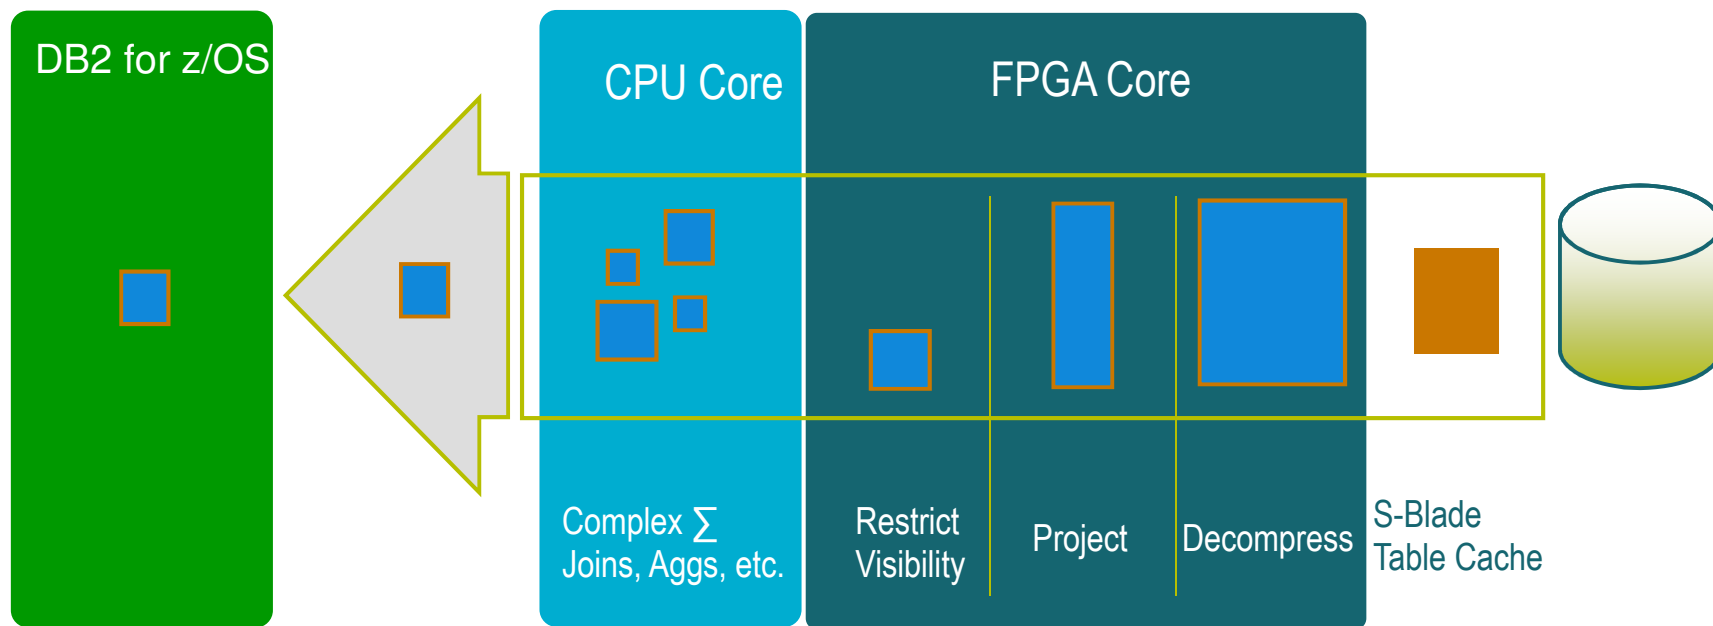 DB2 for z/OS
CPU Core
FPGA Core
Complex ∑
Joins, Aggs, etc.
Restrict
Visibility
Project
Decompress
S-Blade
Table Cache